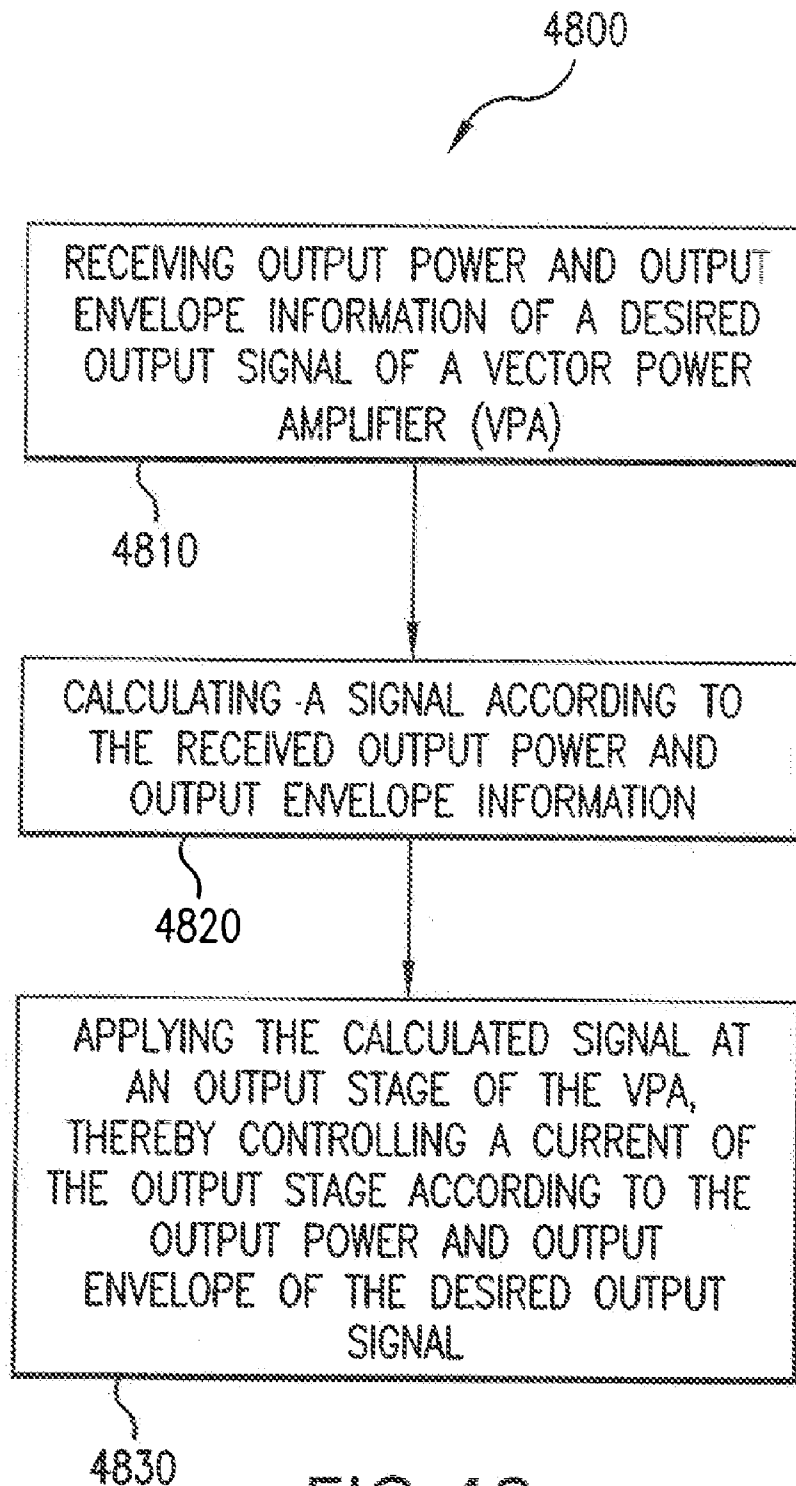 4800
RECEIVING OUTPUT POWER AND OUTPUT
ENVELOPE INFORMATION OF A DESIRED
OUTPUT SIGNAL OF A VECTOR POWER
AMPLIFIER (VPA)
4810
CALCULATING A SIGNAL ACCORDING TO
THE RECEIVED OUTPUT POWER AND
OUTPUT ENVELOPE INFORMATION
4820
APPLYING THE CALCULATED SIGNAL AT
AN OUTPUT STAGE OF THE VPA,
THEREBY CONTROLLING A CURRENT OF
THE OUTPUT STAGE ACCORDING TO THE
OUTPUT POWER AND OUTPUT
ENVELOPE OF THE DESIRED OUTPUT
SIGNAL
4830